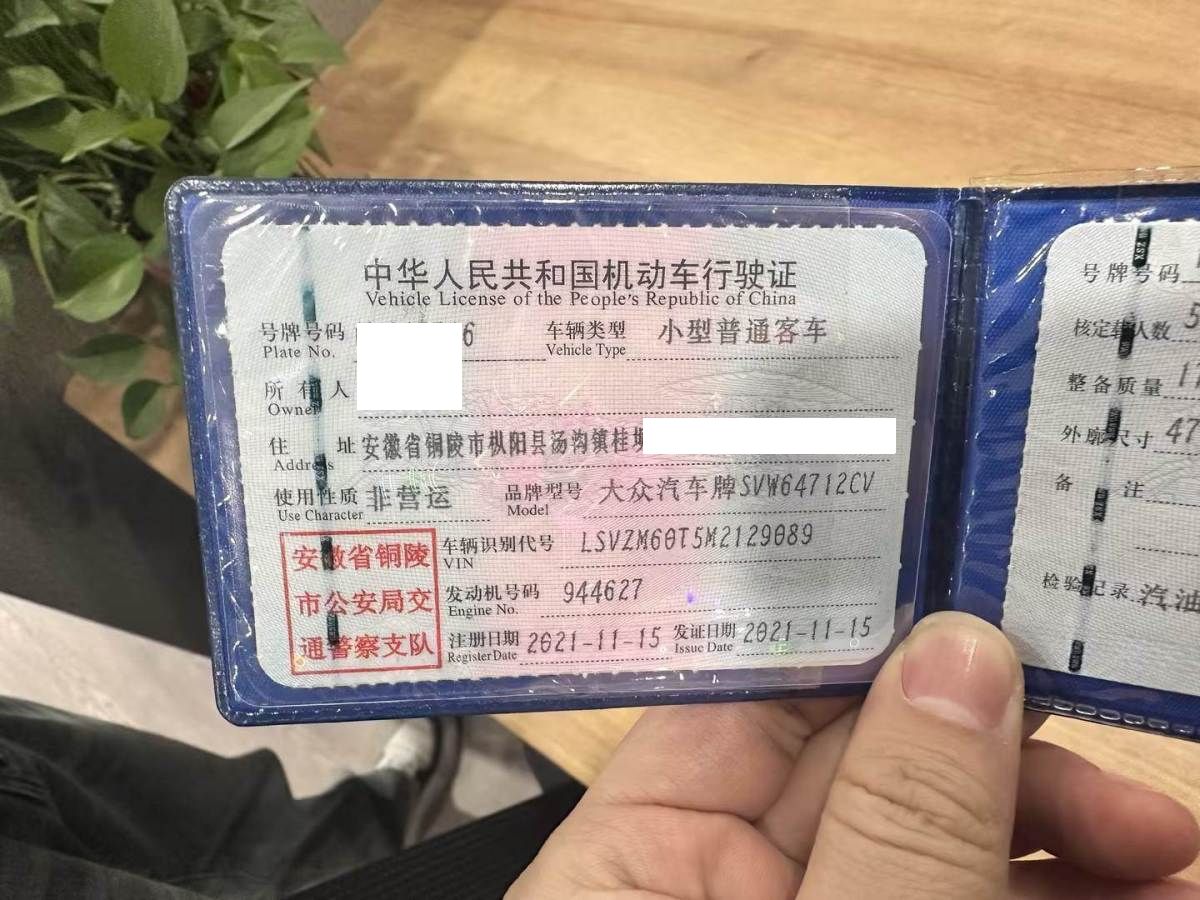 中华人民共和国机动车行驶证
Vehicle License of the People's Republic of China
号牌号码 6 车辆类型 小型普通客车
Plate No. Vehicle Type
所有人
Owner
住址 安徽省铜陵市枞阳县汤沟镇桂坝
Address
使用性质 非营运 品牌型号 大众汽车牌SVW64712CV
Use Character Model
安徽省铜陵
市公安局交
通警察支队
车辆识别代号 LSVZM60T5M2129089
VIN
发动机号码 944627
Engine No.
注册日期 2021-11-15 发证日期 2021-11-15
Register Date Issue Date
号牌号码
核定载人数 5
整备质量 17
外廓尺寸 47
备注
检验记录 汽油